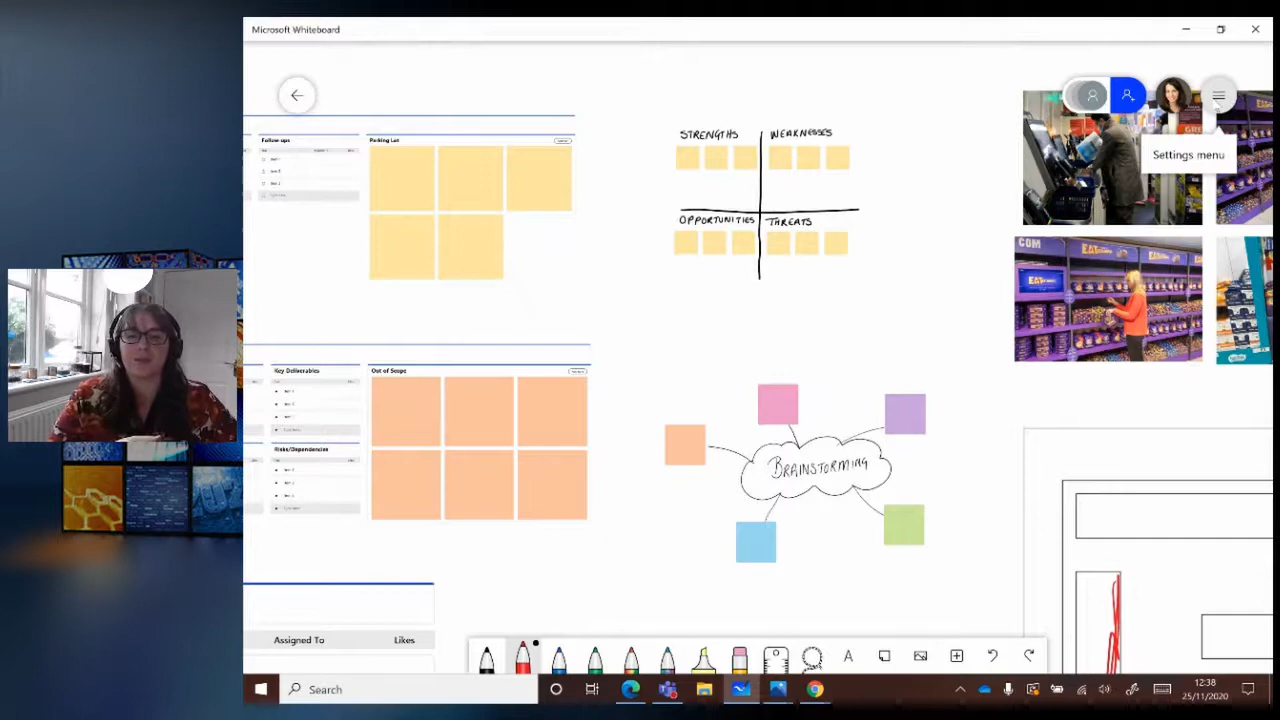 Microsoft Whiteboard
Follow-ups
Parking Lot
STRENGTHS
WEAKNESSES
OPPORTUNITIES
THREATS
Settings menu
COM
EAT
Key Deliverables
Out of Scope
Risks/Dependencies
BRAINSTORMING
Assigned To
Likes
A
Search
12:38
25/11/2020